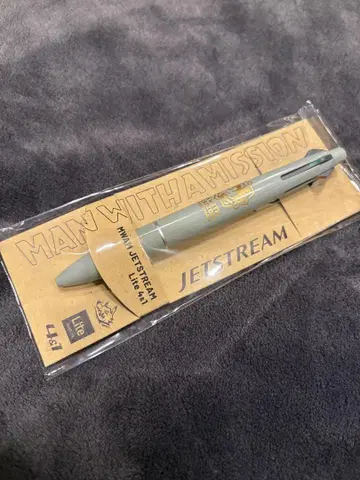 MAN WITH A MISSION
MWAM JETSTREAM
Lite 4&1
JETSTREAM
Lite
4&1